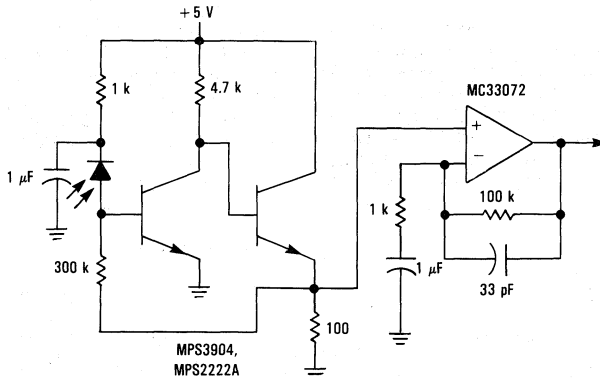 +5 V
1 k
4.7 k
MC33072
+
−
1 µF
100 k
1 k
300 k
1 µF
33 pF
100
MPS3904,
MPS2222A